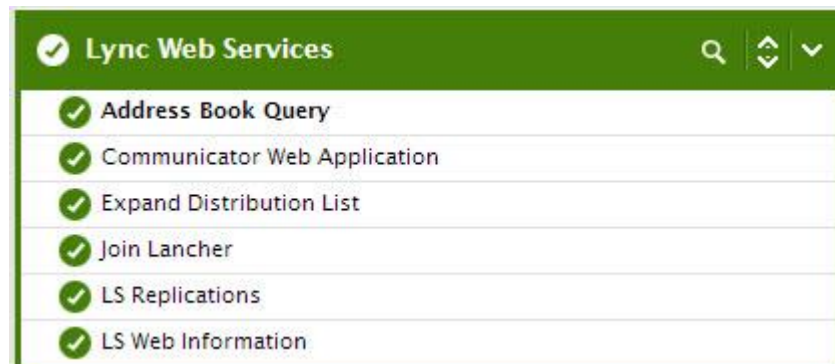 Lync Web Services
Address Book Query
Communicator Web Application
Expand Distribution List
Join Lancher
LS Replications
LS Web Information